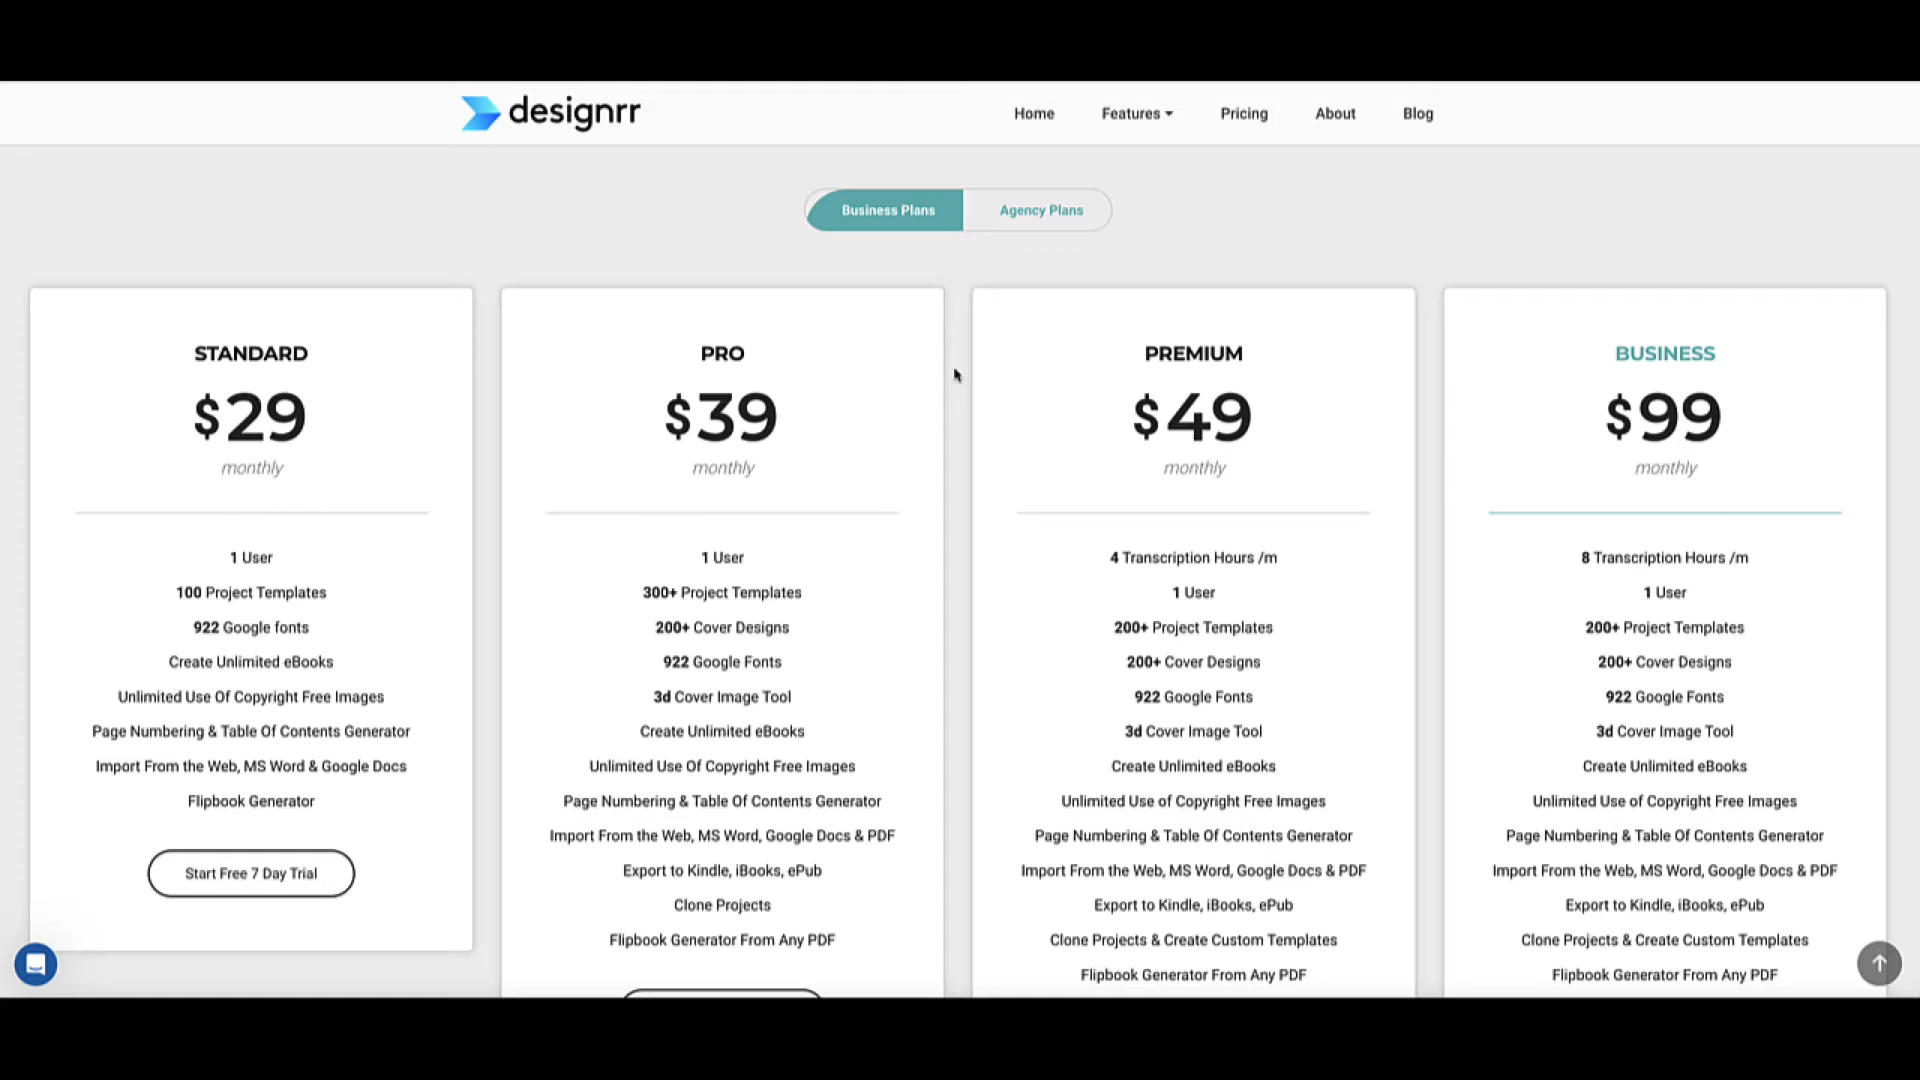 designrr
Home
Features
Pricing
About
Blog
Business Plans
Agency Plans
STANDARD
$29
monthly
1 User
100 Project Templates
922 Google fonts
Create Unlimited eBooks
Unlimited Use Of Copyright Free Images
Page Numbering & Table Of Contents Generator
Import From the Web, MS Word & Google Docs
Flipbook Generator
Start Free 7 Day Trial
PRO
$39
monthly
1 User
300+ Project Templates
200+ Cover Designs
922 Google Fonts
3d Cover Image Tool
Create Unlimited eBooks
Unlimited Use Of Copyright Free Images
Page Numbering & Table Of Contents Generator
Import From the Web, MS Word, Google Docs & PDF
Export to Kindle, iBooks, ePub
Clone Projects
Flipbook Generator From Any PDF
PREMIUM
$49
monthly
4 Transcription Hours /m
1 User
200+ Project Templates
200+ Cover Designs
922 Google Fonts
3d Cover Image Tool
Create Unlimited eBooks
Unlimited Use of Copyright Free Images
Page Numbering & Table Of Contents Generator
Import From the Web, MS Word, Google Docs & PDF
Export to Kindle, iBooks, ePub
Clone Projects & Create Custom Templates
Flipbook Generator From Any PDF
BUSINESS
$99
monthly
8 Transcription Hours /m
1 User
200+ Project Templates
200+ Cover Designs
922 Google Fonts
3d Cover Image Tool
Create Unlimited eBooks
Unlimited Use of Copyright Free Images
Page Numbering & Table Of Contents Generator
Import From the Web, MS Word, Google Docs & PDF
Export to Kindle, iBooks, ePub
Clone Projects & Create Custom Templates
Flipbook Generator From Any PDF